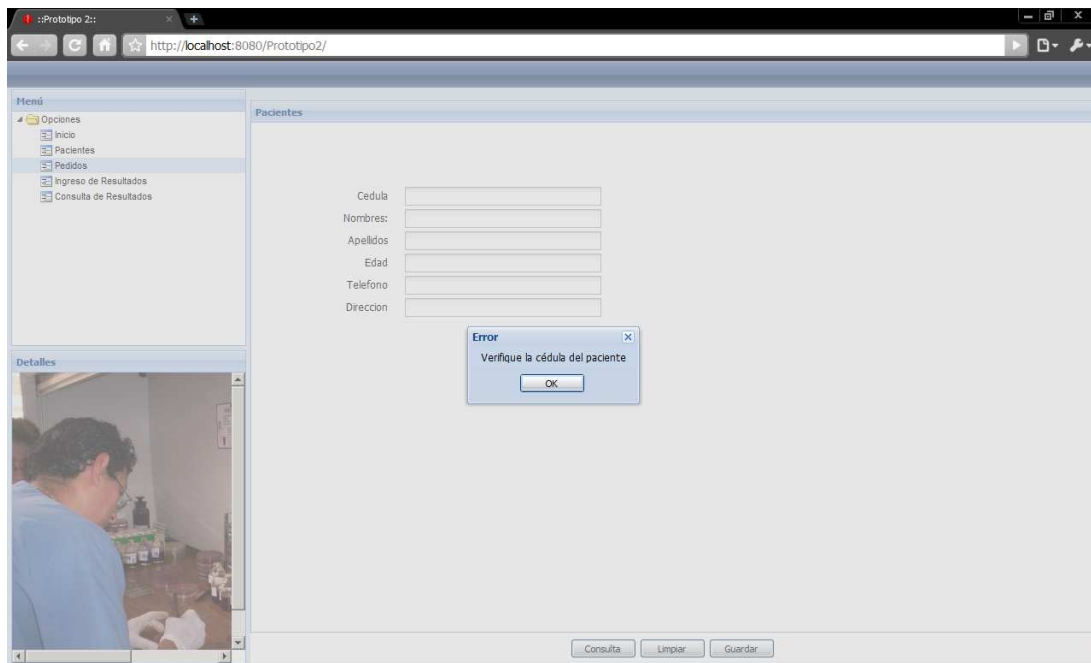 ::Prototipo 2::
http://localhost:8080/Prototipo2/
Menú
Opciones
Inicio
Pacientes
Pedidos
Ingreso de Resultados
Consulta de Resultados
Pacientes
Cedula
Nombres:
Apellidos
Edad
Telefono
Direccion
Error
Verifique la cédula del paciente
OK
Detalles
Consulta
Limpiar
Guardar